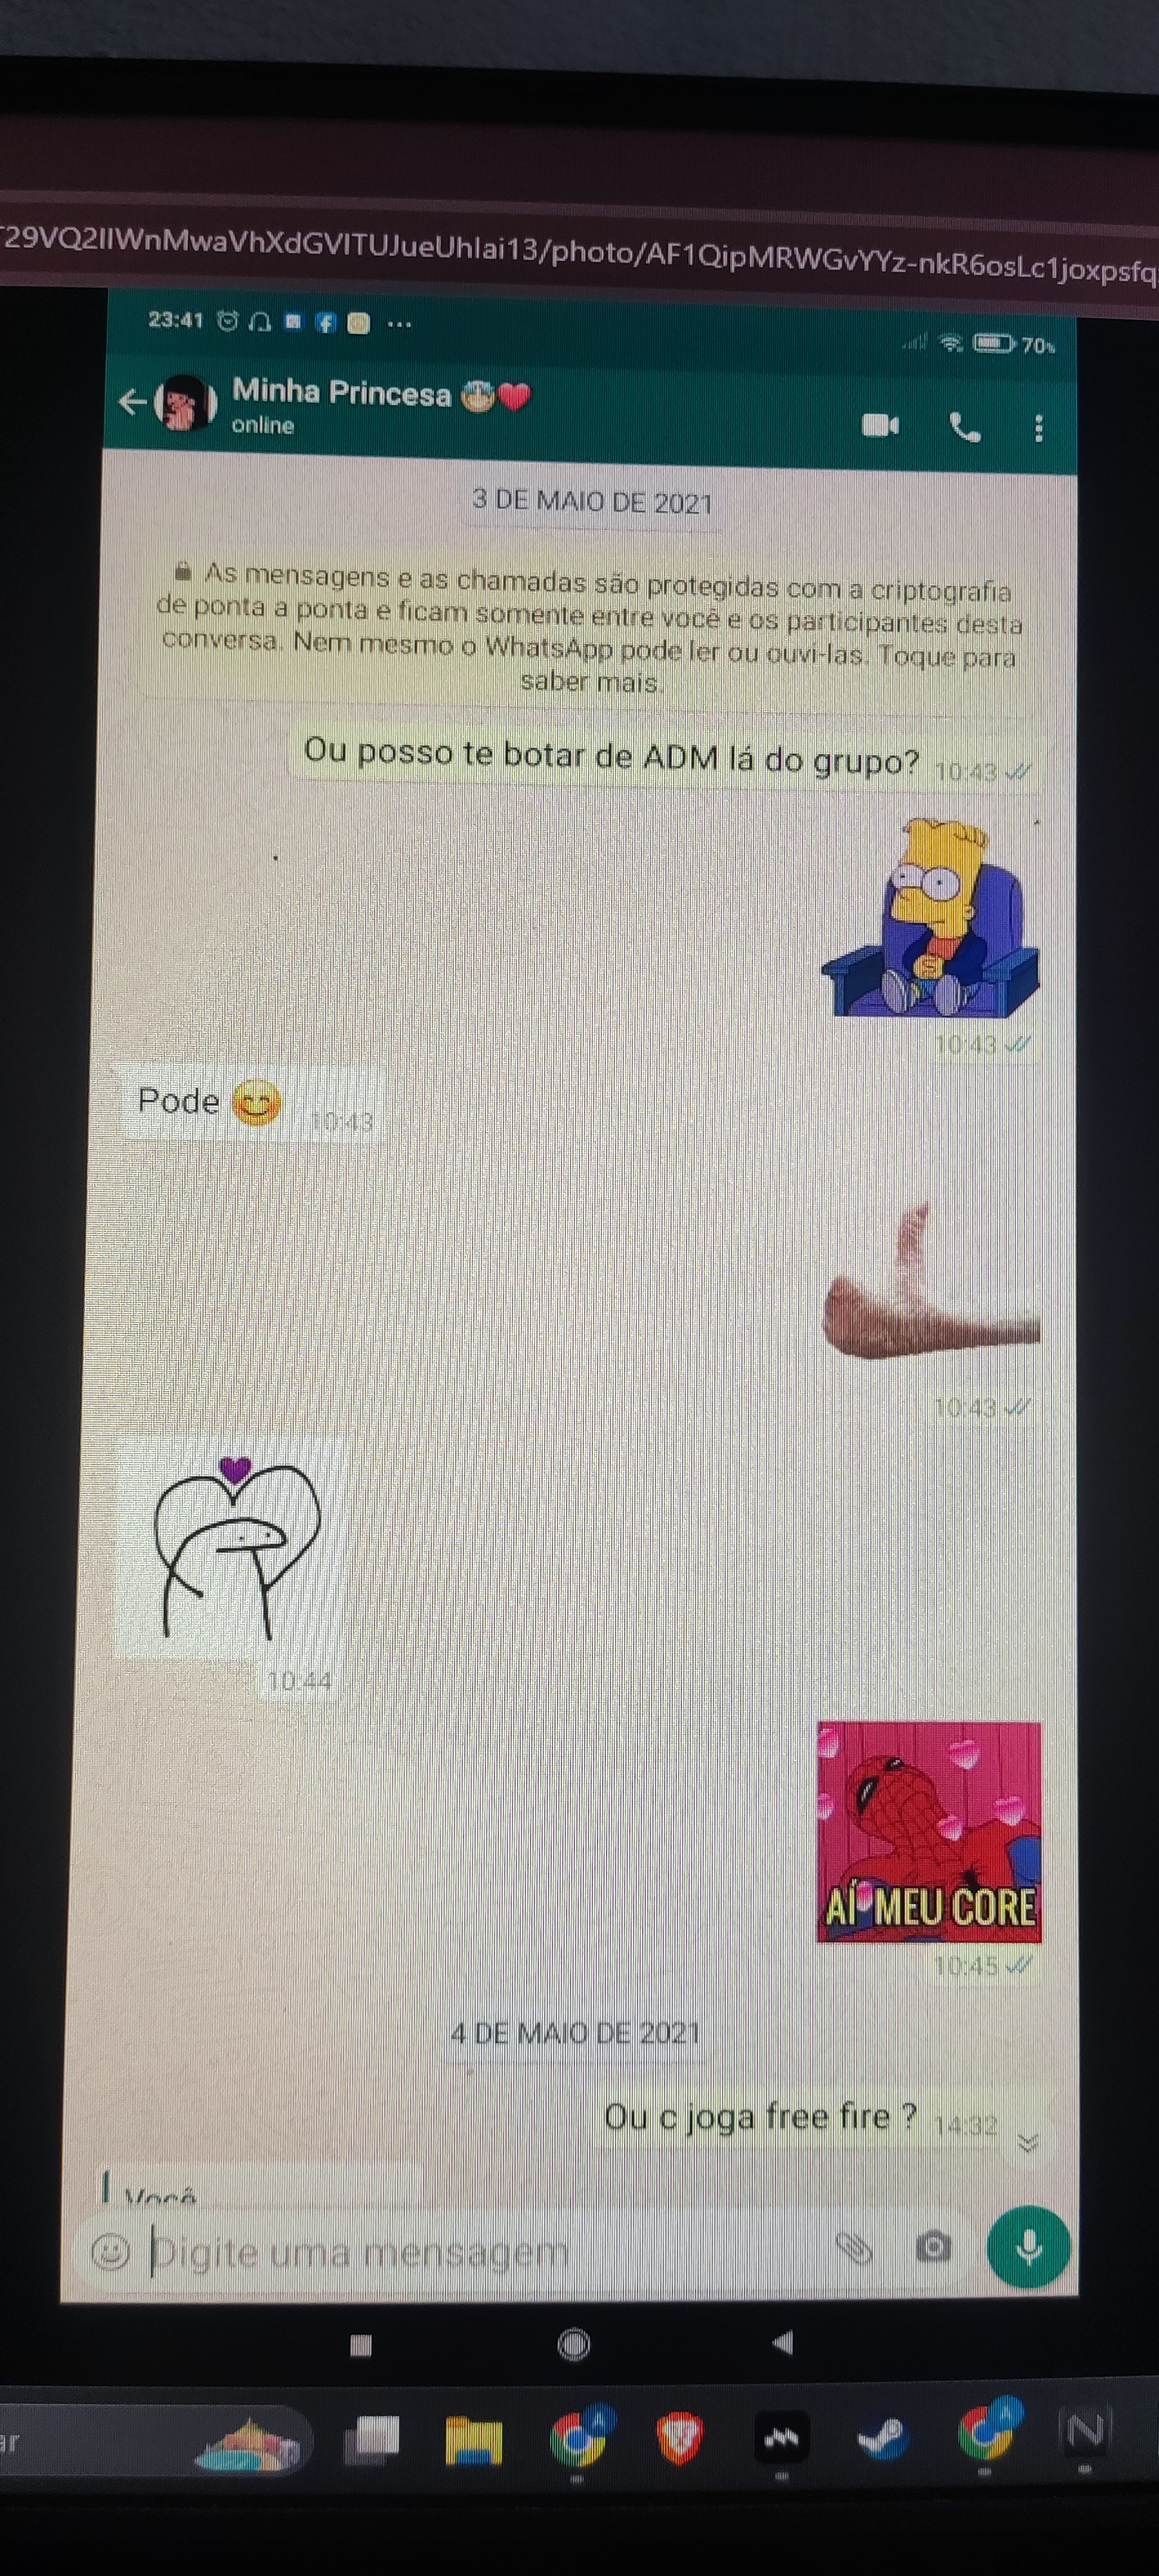 29VQ2IIWnMwaVhXdGVITUJueUhlai13/photo/AF1QipMRWGvYYz-nkR6osLc1joxpsfq
23:41
70%
Minha Princesa
online
3 DE MAIO DE 2021
As mensagens e as chamadas são protegidas com a criptografia
de ponta a ponta e ficam somente entre você e os participantes desta
conversa. Nem mesmo o WhatsApp pode ler ou ouvi-las. Toque para
saber mais.
Ou posso te botar de ADM lá do grupo? 10:43
10:43
Pode 😊 10:43
10:43
10:44
AÍ MEU CORE
10:45
4 DE MAIO DE 2021
Ou c joga free fire ? 14:32
Você
Digite uma mensagem
ar